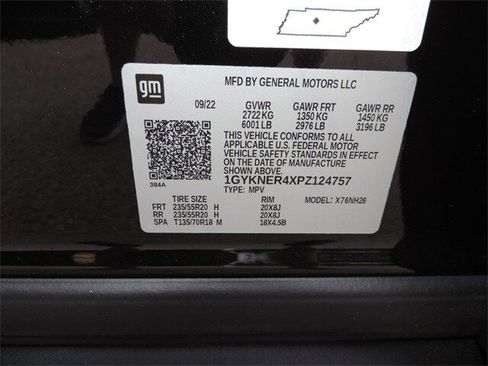 gm
MFD BY GENERAL MOTORS LLC
09/22 GVWR GAWR FRT GAWR RR
2722 KG 1350 KG 1450 KG
6001 LB 2976 LB 3196 LB
THIS VEHICLE CONFORMS TO ALL
APPLICABLE U.S. FEDERAL MOTOR
VEHICLE SAFETY STANDARDS IN EFFECT
ON THE DATE OF MANUFACTURE
1GYKNER4XPZ124757
384A TYPE: MPV MODEL: X76NH26
TIRE SIZE RIM
FRT 235/55R20 H 20X8J
RR 235/55R20 H 20X8J
SPA T135/70R18 M 18X4.5B